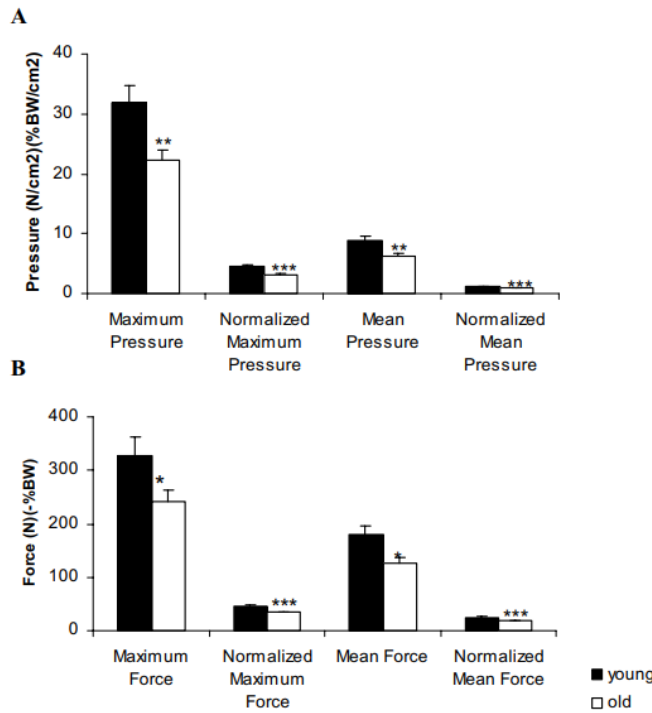 A
Pressure (N/cm2)(%BW/cm2)
40
30
20
10
0
**
***
**
***
Maximum Pressure
Normalized Maximum Pressure
Mean Pressure
Normalized Mean Pressure
B
Force (N)(-%BW)
400
300
200
100
0
*
***
*
***
Maximum Force
Normalized Maximum Force
Mean Force
Normalized Mean Force
young
old